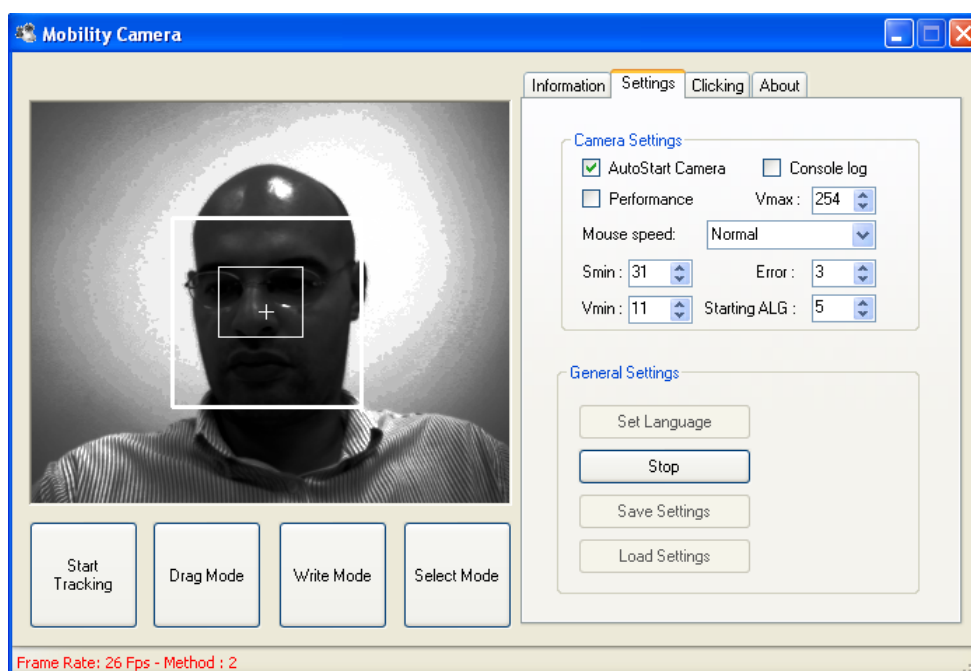 Mobility Camera
Information Settings Clicking About
Camera Settings
AutoStart Camera Console log
Performance Vmax : 254
Mouse speed: Normal
Smin : 31 Error : 3
Vmin : 11 Starting ALG : 5
General Settings
Set Language
Stop
Save Settings
Load Settings
Start
Tracking
Drag Mode Write Mode Select Mode
Frame Rate: 26 Fps - Method : 2